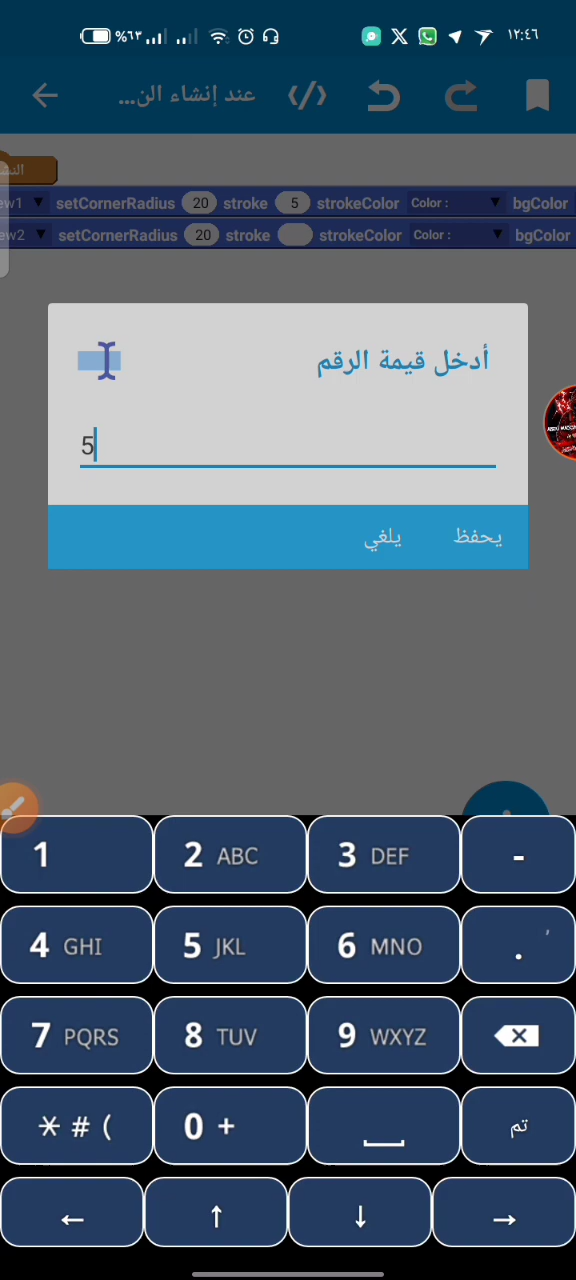 %٦٣ ١٢:٤٦
عند إنشاء الن...
ew1 setCornerRadius 20 stroke 5 strokeColor Color : bgColor
ew2 setCornerRadius 20 stroke strokeColor Color : bgColor
أدخل قيمة الرقم
5
يحفظ يلغي
1 2 ABC 3 DEF -
4 GHI 5 JKL 6 MNO . ,
7 PQRS 8 TUV 9 WXYZ
* # ( 0 + تم
← ↑ ↓ →